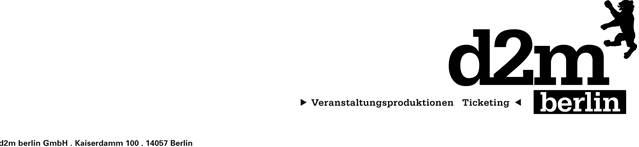 d2m
berlin
▶ Veranstaltungsproduktionen Ticketing ◀
d2m berlin GmbH . Kaiserdamm 100 . 14057 Berlin